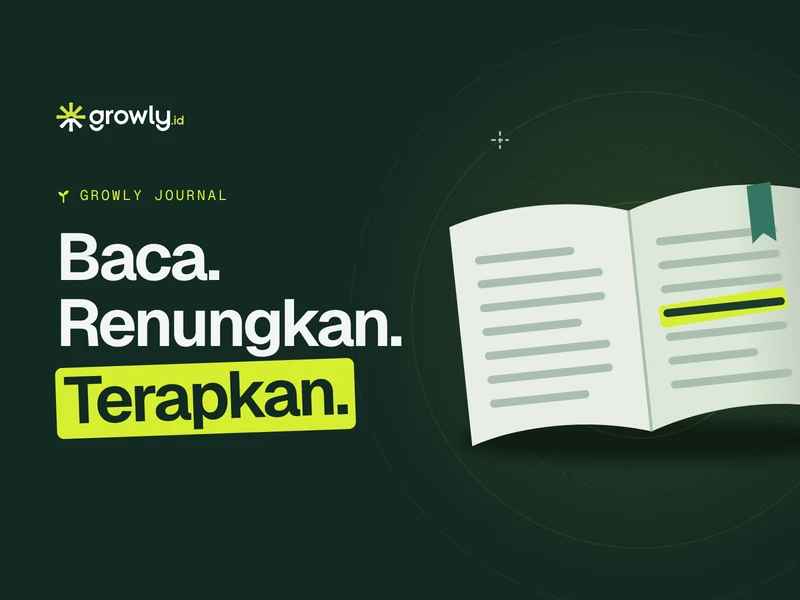 growly.id
GROWLY JOURNAL
Baca.
Renungkan.
Terapkan.